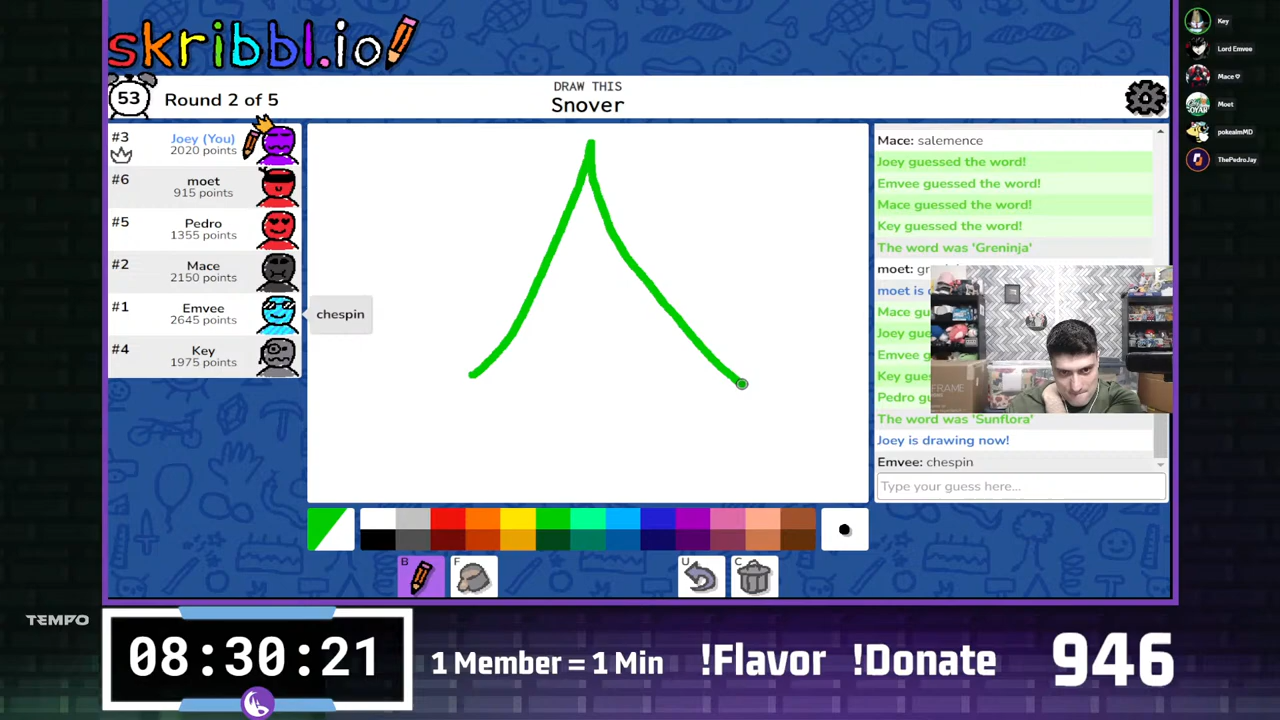 skribbl.io
53
Round 2 of 5
DRAW THIS
Snover
#3
Joey (You)
2020 points
#6
moet
915 points
#5
Pedro
1355 points
#2
Mace
2150 points
#1
Emvee
2645 points
chespin
#4
Key
1975 points
Mace: salemence
Joey guessed the word!
Emvee guessed the word!
Mace guessed the word!
Key guessed the word!
The word was 'Greninja'
moet:
moet is
Mace
Joey
Emvee
Key
Pedro
The word was 'Sunflora'
Joey is drawing now!
Emvee: chespin
Type your guess here...
B
F
U
C
Key
Lord Emvee
Mace
Moet
pokeaimMD
ThePedroJay
TEMPO
08:30:21
1 Member = 1 Min
!Flavor
!Donate
946